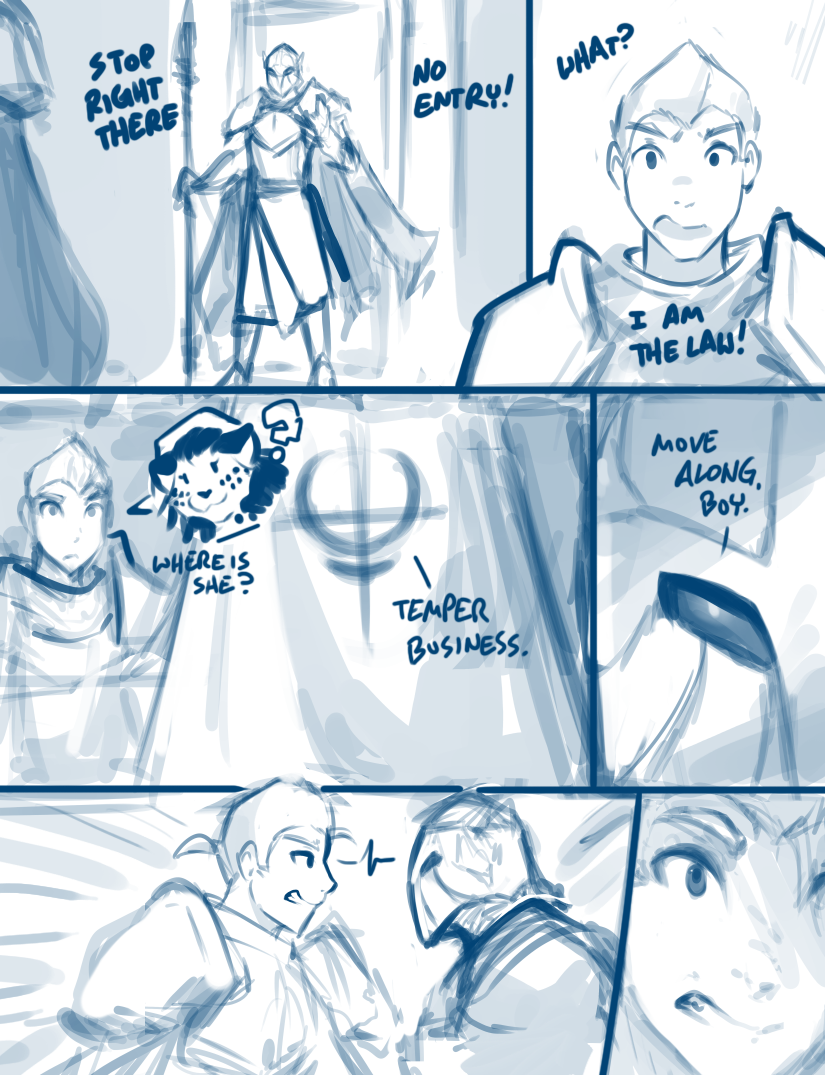 STOP
RIGHT
THERE
NO
ENTRY!
WHAT?
I AM
THE LAW!
WHERE IS
SHE?
TEMPER
BUSINESS.
MOVE
ALONG,
BOY.